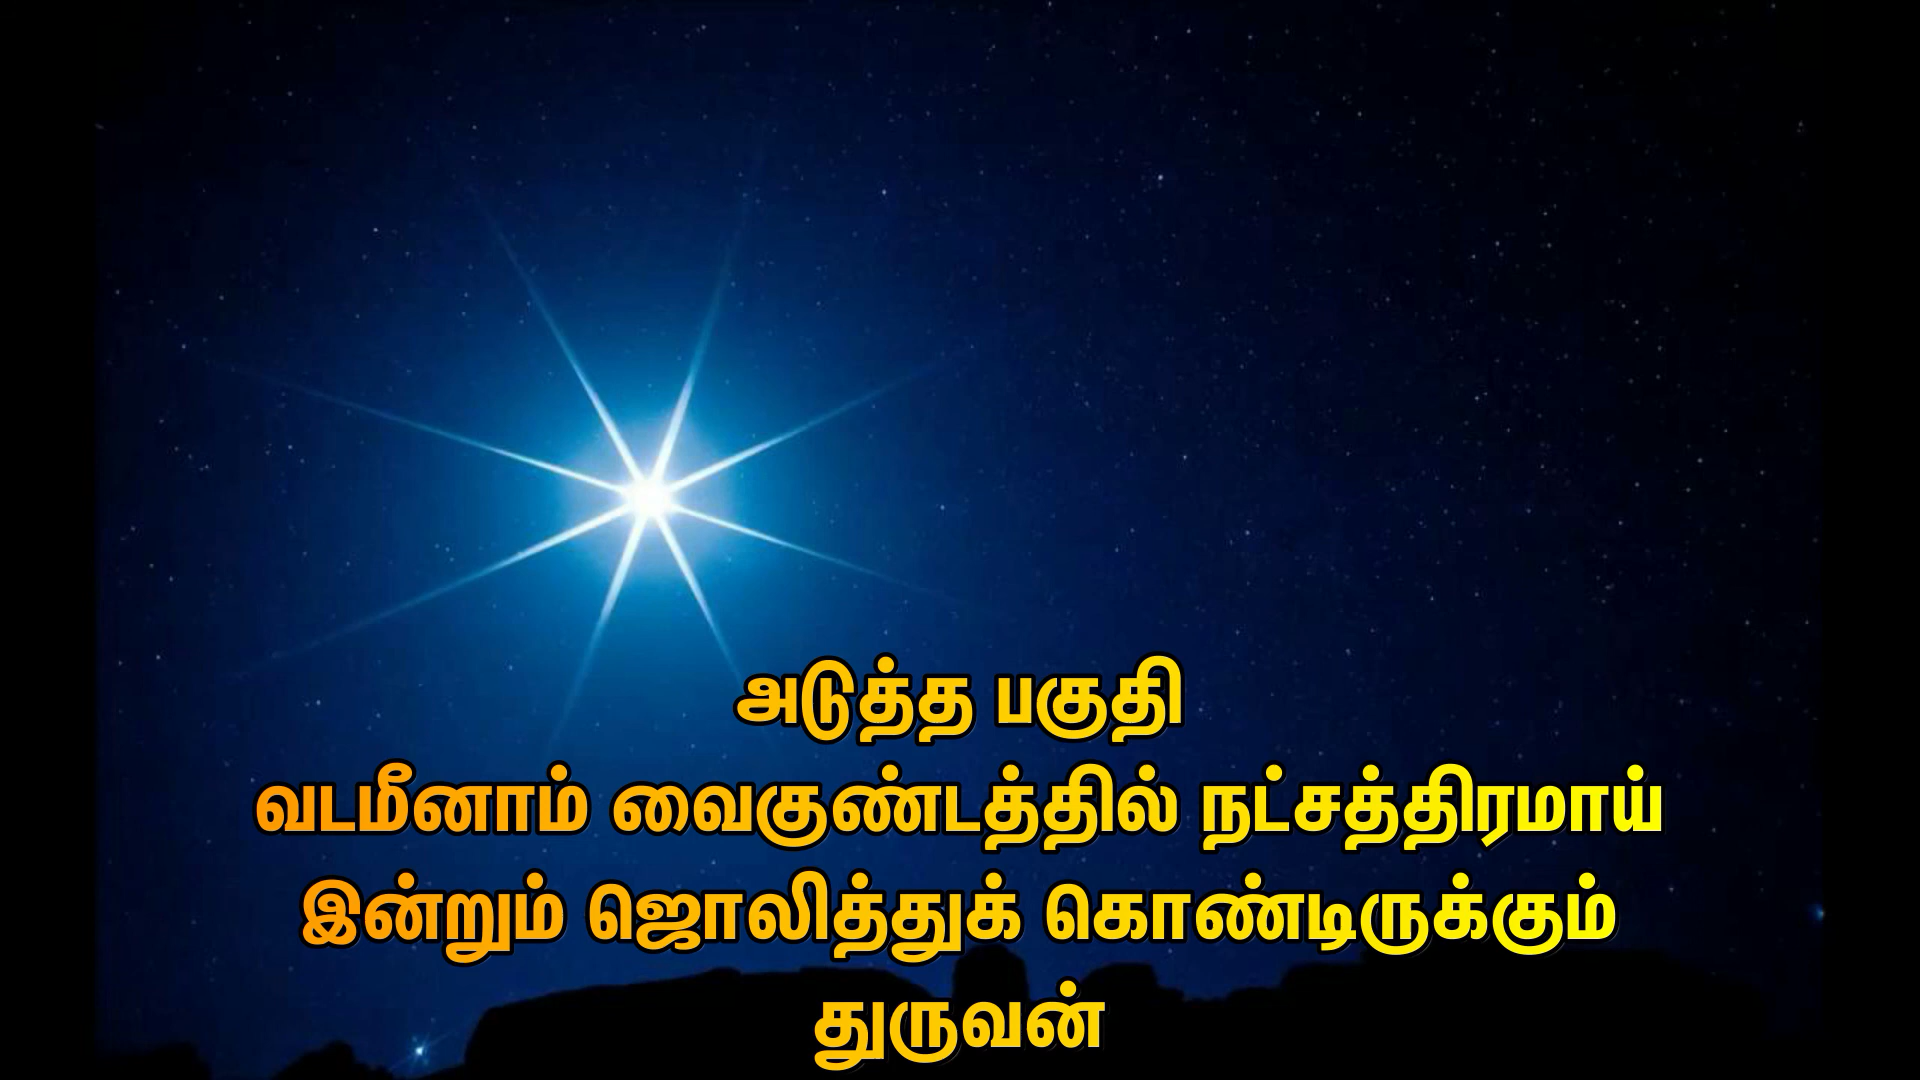 அடுத்த பகுதி
வடமீனாம் வைகுண்டத்தில் நட்சத்திரமாய்
இன்றும் ஜொலித்துக் கொண்டிருக்கும்
துருவன்